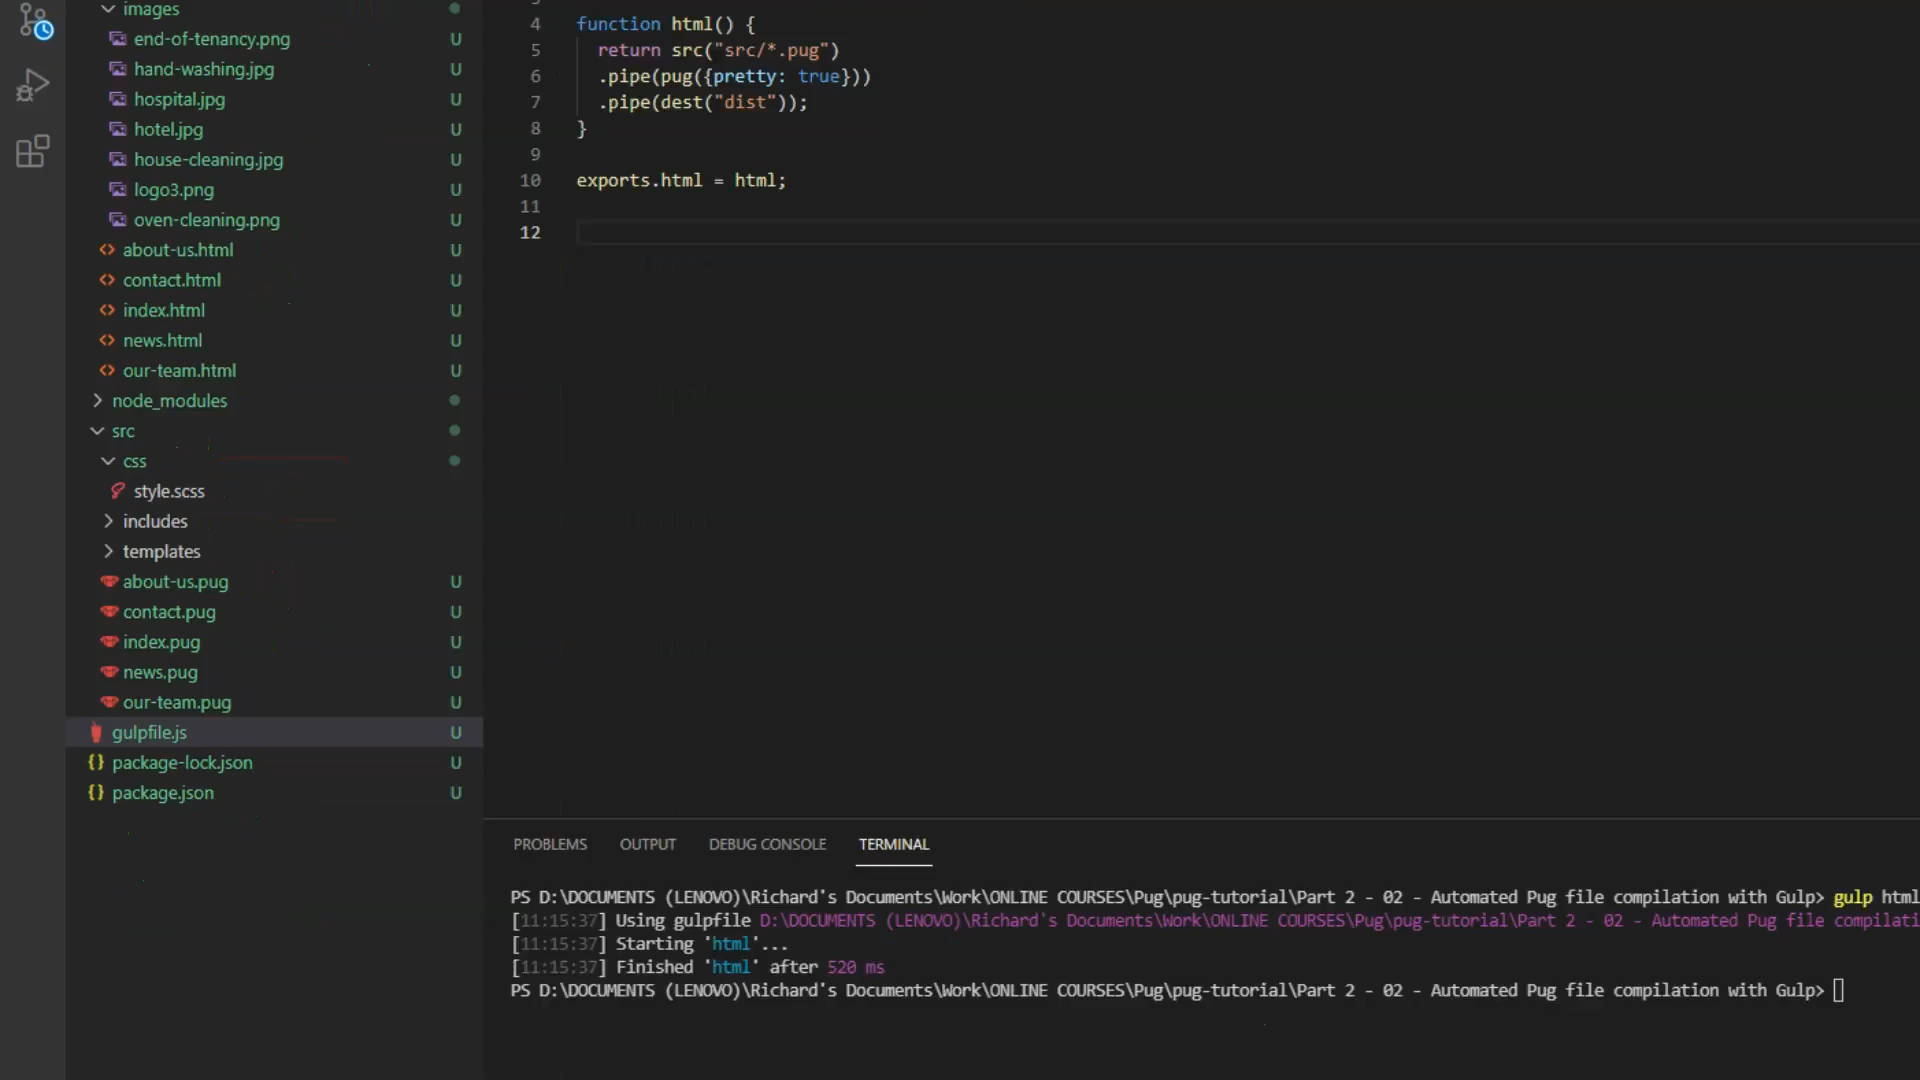 images
end-of-tenancy.png U
hand-washing.jpg U
hospital.jpg U
hotel.jpg U
house-cleaning.jpg U
logo3.png U
oven-cleaning.png U
about-us.html U
contact.html U
index.html U
news.html U
our-team.html U
node_modules
src
css
style.scss
includes
templates
about-us.pug U
contact.pug U
index.pug U
news.pug U
our-team.pug U
gulpfile.js U
{} package-lock.json U
{} package.json U
4 function html() {
5 return src("src/*.pug")
6 .pipe(pug({pretty: true}))
7 .pipe(dest("dist"));
8 }
9
10 exports.html = html;
11
12
PROBLEMS OUTPUT DEBUG CONSOLE TERMINAL
PS D:\DOCUMENTS (LENOVO)\Richard's Documents\Work\ONLINE COURSES\Pug\pug-tutorial\Part 2 - 02 - Automated Pug file compilation with Gulp> gulp html
[11:15:37] Using gulpfile D:\DOCUMENTS (LENOVO)\Richard's Documents\Work\ONLINE COURSES\Pug\pug-tutorial\Part 2 - 02 - Automated Pug file compilati
[11:15:37] Starting 'html'...
[11:15:37] Finished 'html' after 520 ms
PS D:\DOCUMENTS (LENOVO)\Richard's Documents\Work\ONLINE COURSES\Pug\pug-tutorial\Part 2 - 02 - Automated Pug file compilation with Gulp>